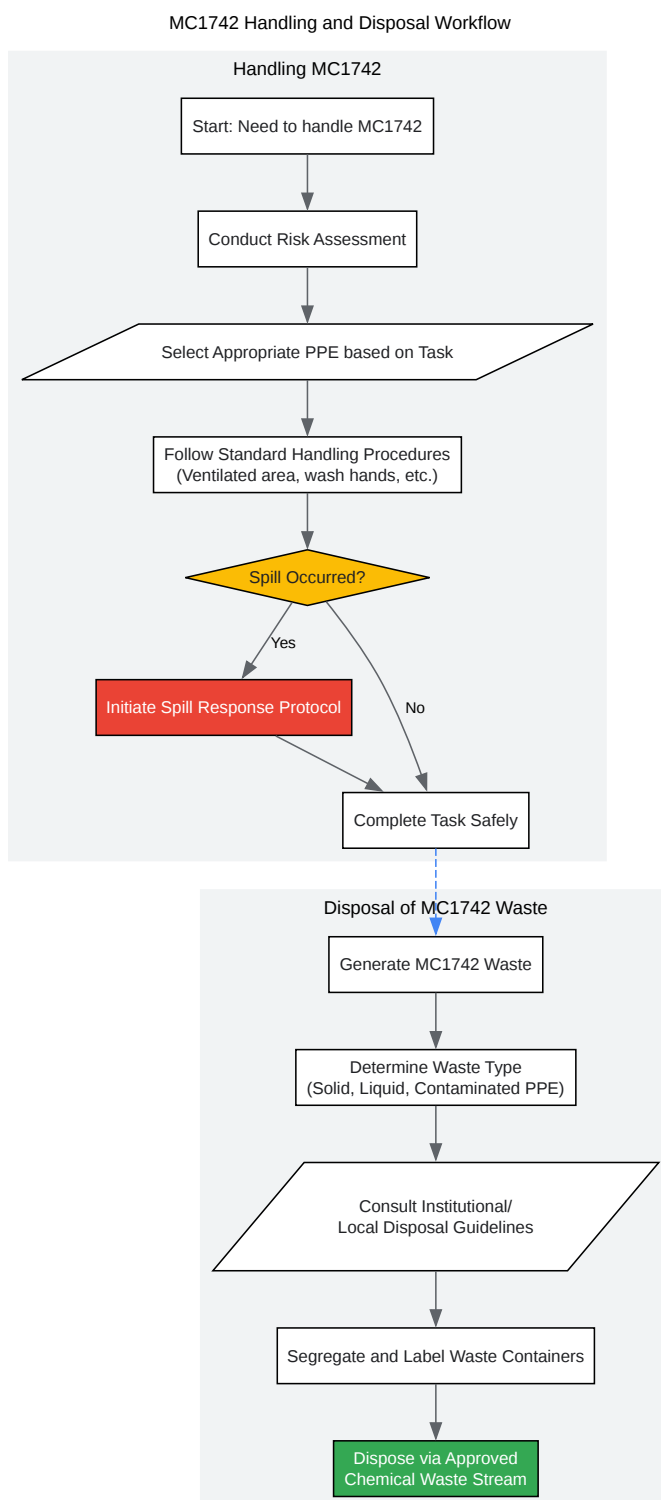 MC1742 Handling and Disposal Workflow
Handling MC1742
Start: Need to handle MC1742
Conduct Risk Assessment
Select Appropriate PPE based on Task
Follow Standard Handling Procedures
(Ventilated area, wash hands, etc.)
Spill Occurred?
Yes
Initiate Spill Response Protocol
No
Complete Task Safely
Disposal of MC1742 Waste
Generate MC1742 Waste
Determine Waste Type
(Solid, Liquid, Contaminated PPE)
Consult Institutional/
Local Disposal Guidelines
Segregate and Label Waste Containers
Dispose via Approved
Chemical Waste Stream